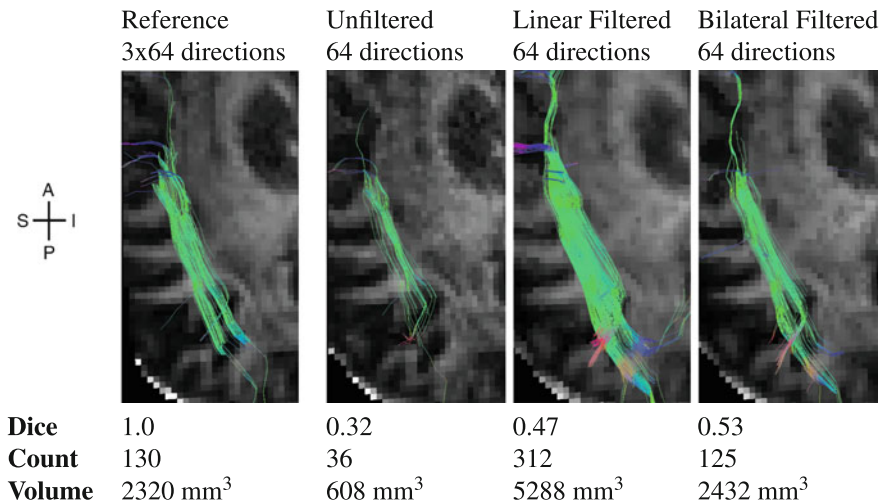 Reference Unfiltered Linear Filtered Bilateral Filtered
3x64 directions 64 directions 64 directions 64 directions
A
S I
P
Dice 1.0 0.32 0.47 0.53
Count 130 36 312 125
Volume 2320 mm³ 608 mm³ 5288 mm³ 2432 mm³